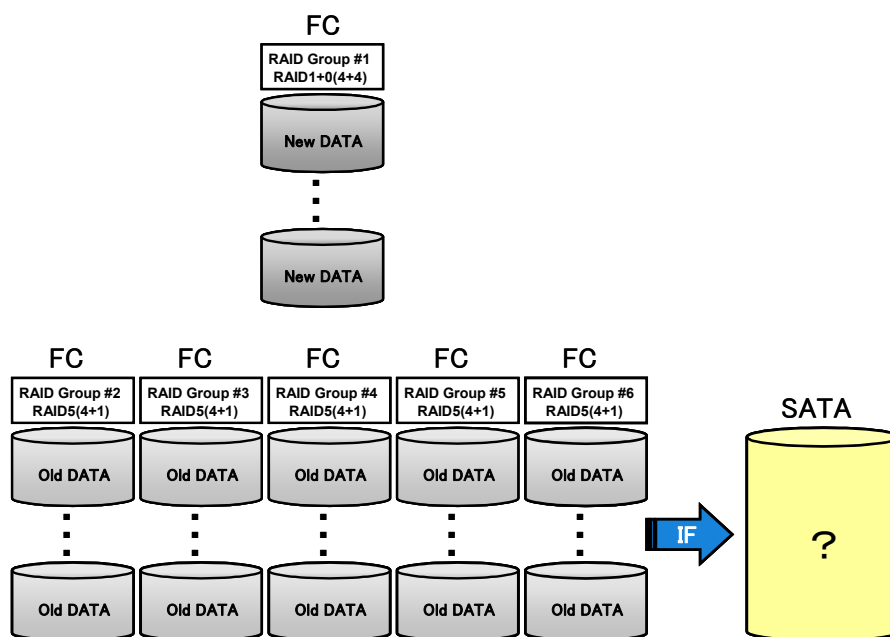 FC
RAID Group #1
RAID1+0(4+4)
New DATA
New DATA
FC FC FC FC FC
RAID Group #2 RAID Group #3 RAID Group #4 RAID Group #5 RAID Group #6
RAID5(4+1) RAID5(4+1) RAID5(4+1) RAID5(4+1) RAID5(4+1)
SATA
Old DATA Old DATA Old DATA Old DATA Old DATA
IF
?
Old DATA Old DATA Old DATA Old DATA Old DATA